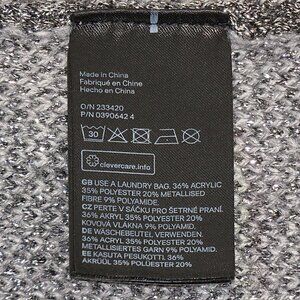 Made in China
Fabriqué en Chine
Hecho en China
O/N 233420
P/N 0390642 4
30
clevercare.info
GB USE A LAUNDRY BAG. 36% ACRYLIC
35% POLYESTER 20% METALLISED
FIBRE 9% POLYAMIDE.
CZ PERTE V SÁČKU PRO ŠETRNÉ PRANÍ.
36% AKRYL 35% POLYESTER 20%
KOVOVÁ VLÁKNA 9% POLYAMID.
DE WÄSCHEBEUTEL VERWENDEN.
36% POLYACRYL 35% POLYESTER 20%
METALLISIERTES GARN 9% POLYAMID.
EE KASUTA PESUKOTTI. 36%
AKRÜÜL 35% POLÜESTER 20%